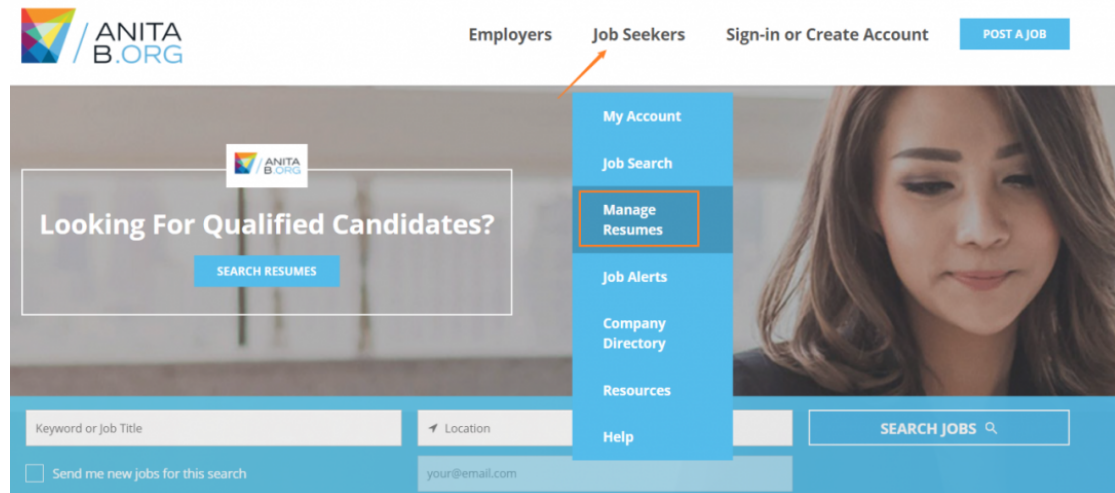 ANITA
B.ORG
Employers
Job Seekers
Sign-in or Create Account
POST A JOB
My Account
Job Search
Manage
Resumes
Job Alerts
Company
Directory
Resources
Help
ANITA
B.ORG
Looking For Qualified Candidates?
SEARCH RESUMES
Keyword or Job Title
Location
SEARCH JOBS
Send me new jobs for this search
your@email.com